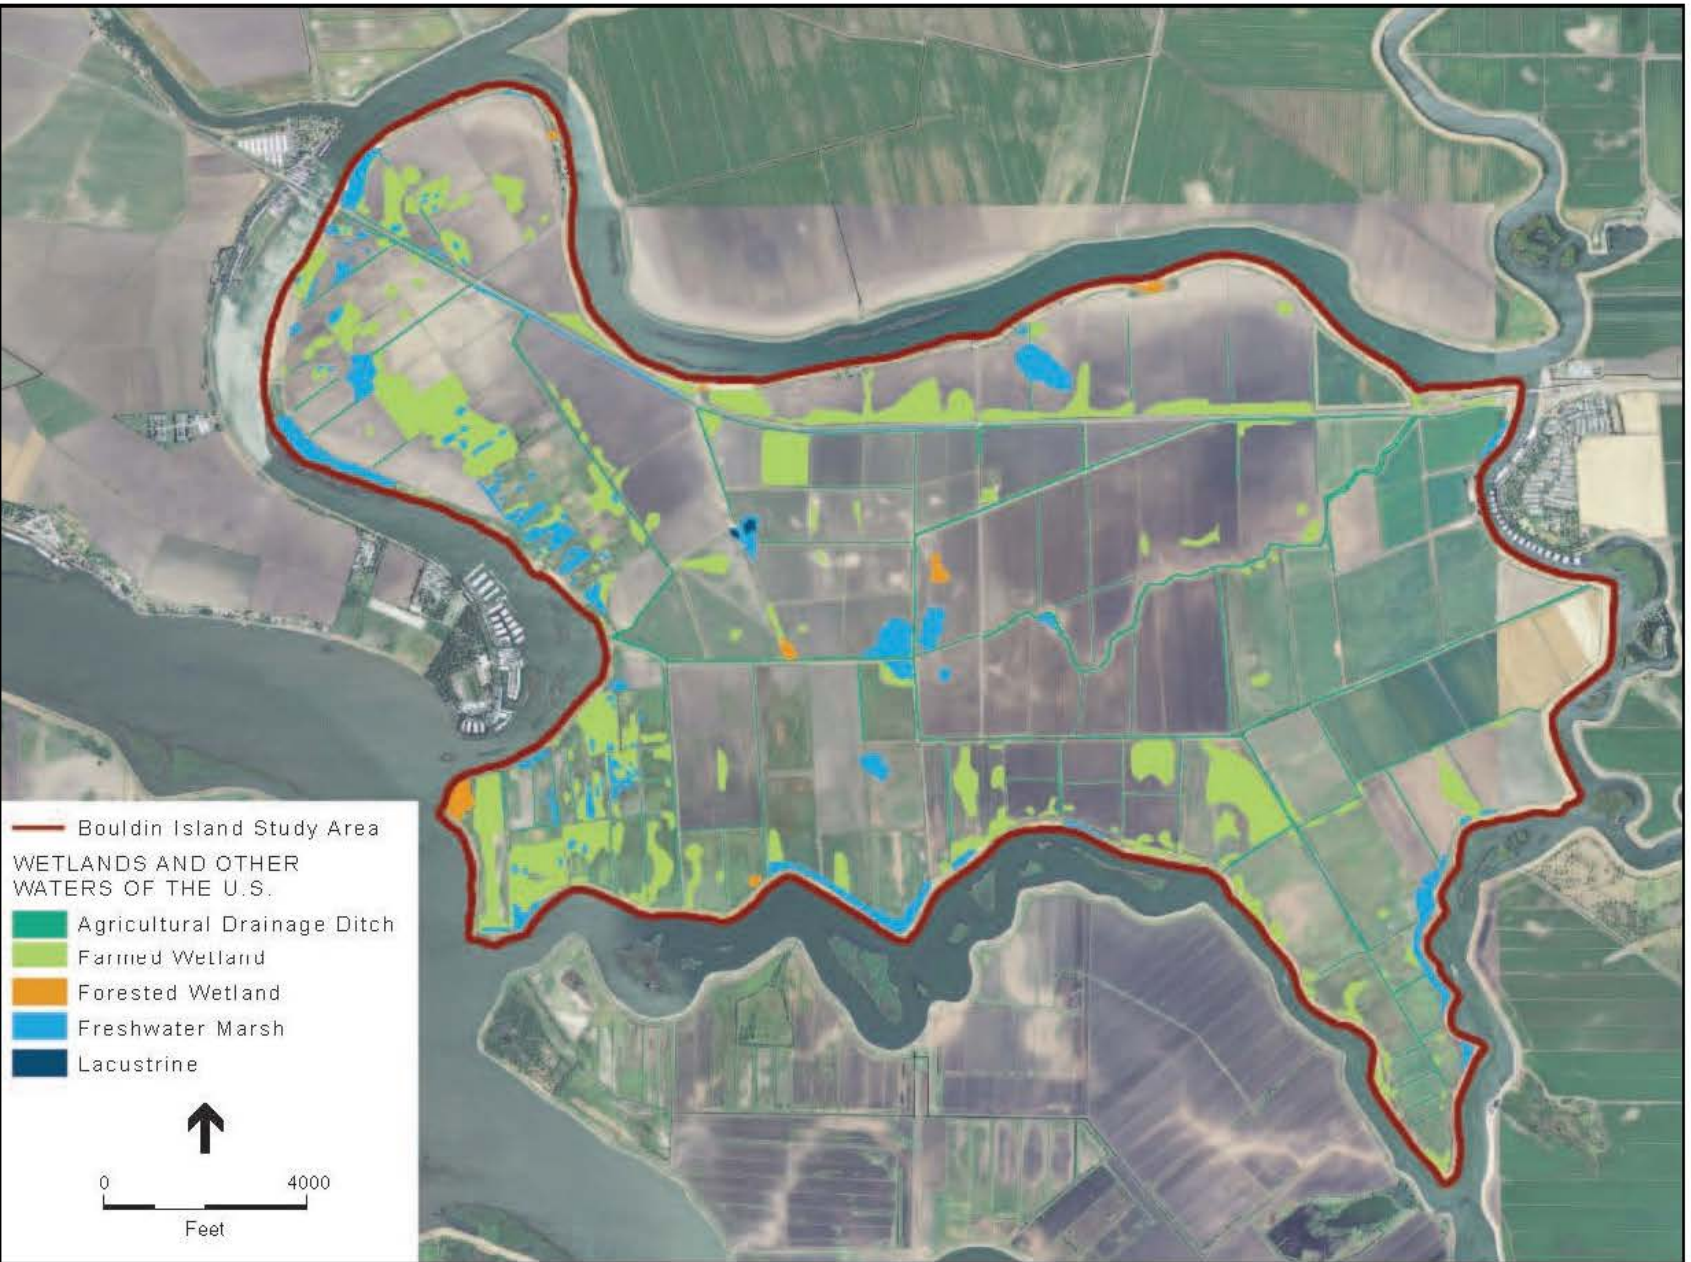 Bouldin Island Study Area
WETLANDS AND OTHER
WATERS OF THE U.S.
Agricultural Drainage Ditch
Farmed Wetland
Forested Wetland
Freshwater Marsh
Lacustrine
0 4000
Feet